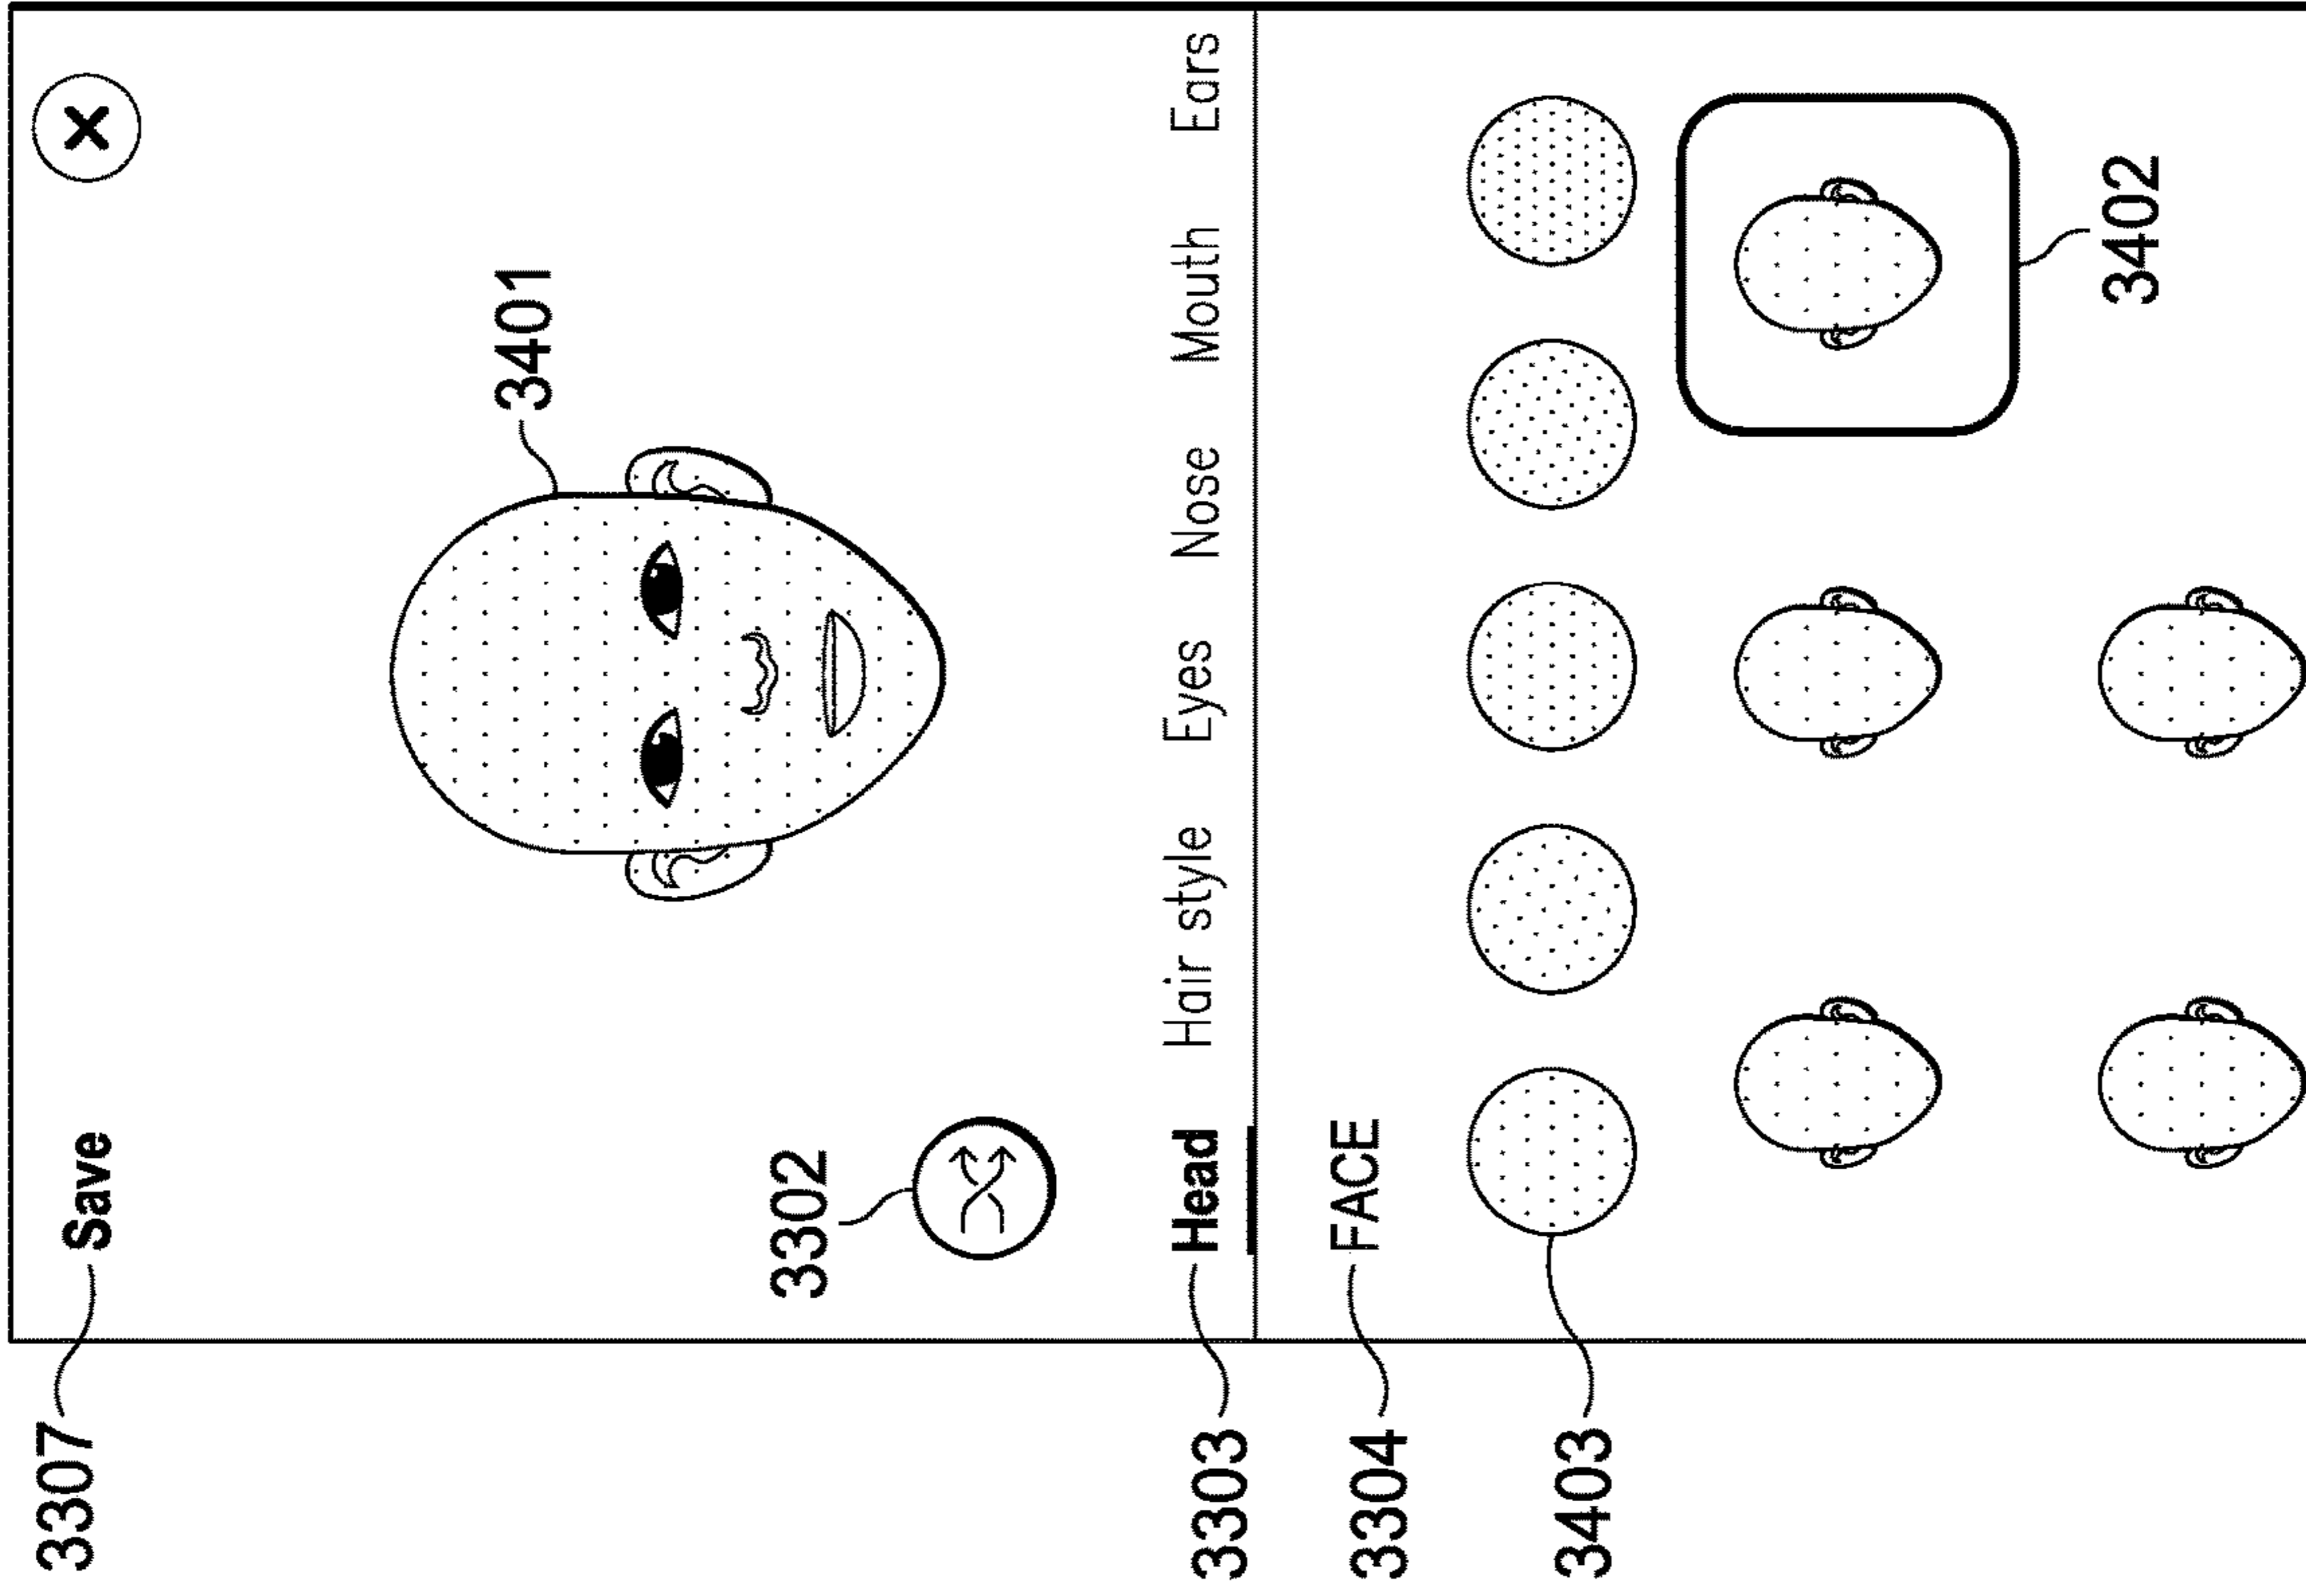 3307 Save
3401
3302
3303 Head Hair style Eyes Nose Mouth Ears
3304 FACE
3403
3402